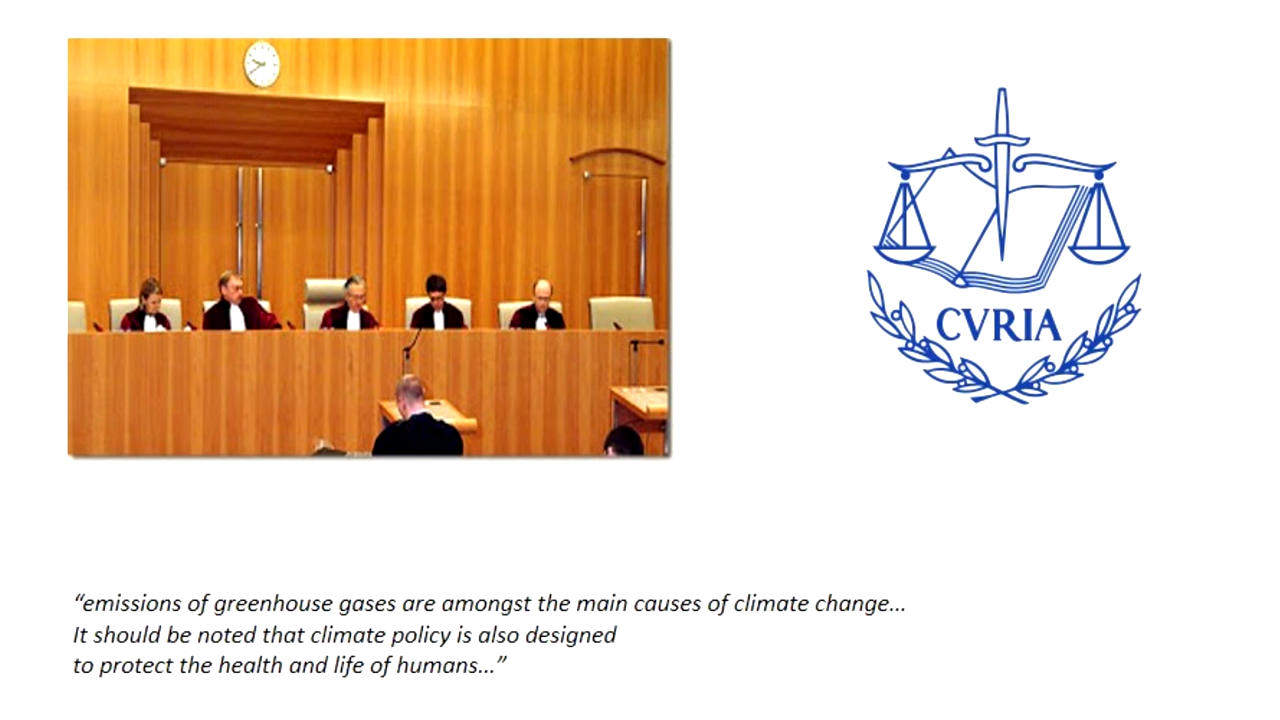 CVRIA
“emissions of greenhouse gases are amongst the main causes of climate change...
It should be noted that climate policy is also designed
to protect the health and life of humans...”